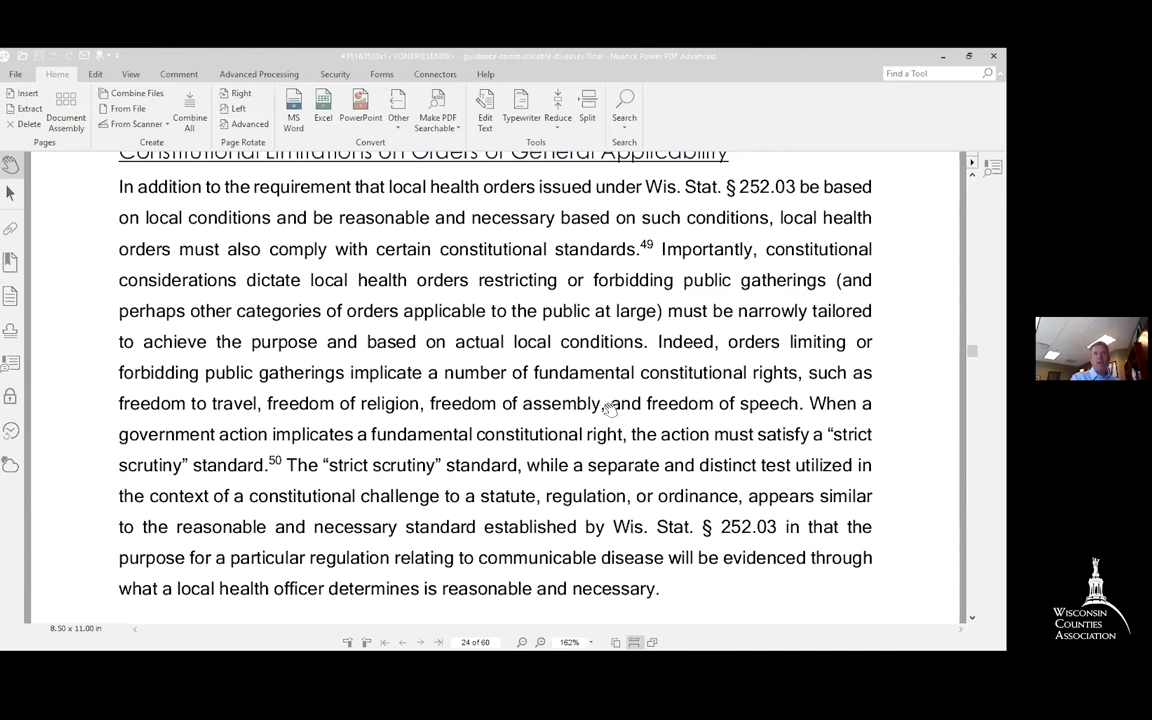 #35163533v1<VONBRIESENDB> - guidance-communicable-diseases-final - Nuance Power PDF Advanced
File Home Edit View Comment Advanced Processing Security Forms Connectors Help
Find a Tool
Insert
Extract
Delete
Document Assembly
Pages
Combine Files
From File
From Scanner
Combine All
Create
Right
Left
Advanced
Page Rotate
MS Word
Excel
PowerPoint
Other
Make PDF Searchable
Convert
Edit Text
Typewriter
Reduce
Split
Tools
Search
Search
Constitutional Limitations on Orders of General Applicability
In addition to the requirement that local health orders issued under Wis. Stat. § 252.03 be based
on local conditions and be reasonable and necessary based on such conditions, local health
orders must also comply with certain constitutional standards.49 Importantly, constitutional
considerations dictate local health orders restricting or forbidding public gatherings (and
perhaps other categories of orders applicable to the public at large) must be narrowly tailored
to achieve the purpose and based on actual local conditions. Indeed, orders limiting or
forbidding public gatherings implicate a number of fundamental constitutional rights, such as
freedom to travel, freedom of religion, freedom of assembly, and freedom of speech. When a
government action implicates a fundamental constitutional right, the action must satisfy a “strict
scrutiny” standard.50 The “strict scrutiny” standard, while a separate and distinct test utilized in
the context of a constitutional challenge to a statute, regulation, or ordinance, appears similar
to the reasonable and necessary standard established by Wis. Stat. § 252.03 in that the
purpose for a particular regulation relating to communicable disease will be evidenced through
what a local health officer determines is reasonable and necessary.
8.50 x 11.00 in
24 of 60
162%
WISCONSIN
COUNTIES
ASSOCIATION